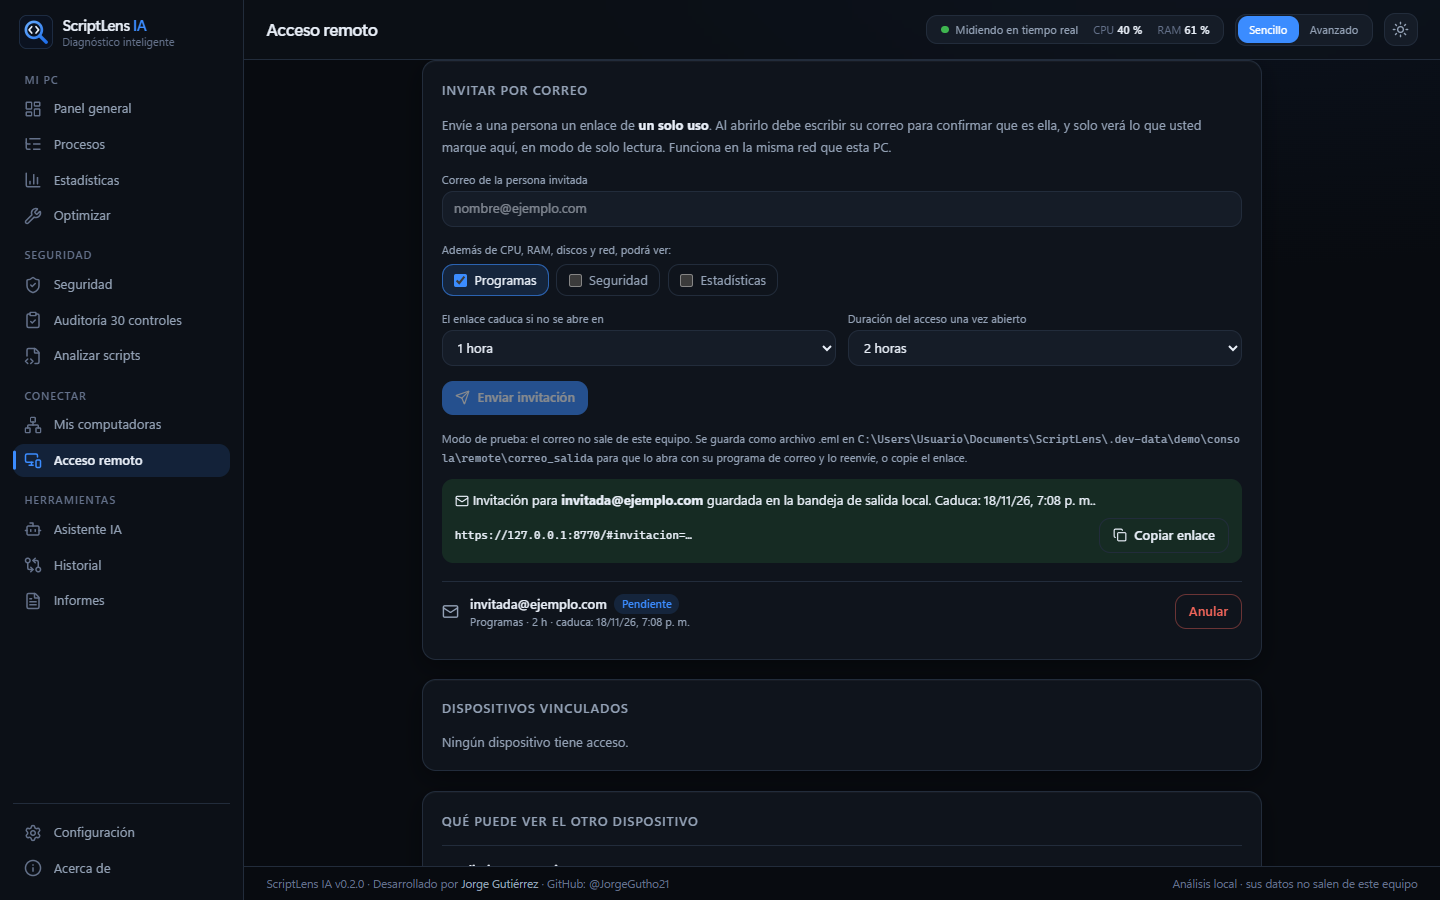 ScriptLens IA
Diagnóstico inteligente
MI PC
Panel general
Procesos
Estadísticas
Optimizar
SEGURIDAD
Seguridad
Auditoría 30 controles
Analizar scripts
CONECTAR
Mis computadoras
Acceso remoto
HERRAMIENTAS
Asistente IA
Historial
Informes
Configuración
Acerca de
Acceso remoto
Midiendo en tiempo real CPU 40 % RAM 61 %
Sencillo Avanzado
INVITAR POR CORREO
Envíe a una persona un enlace de un solo uso. Al abrirlo debe escribir su correo para confirmar que es ella, y solo verá lo que usted
marque aquí, en modo de solo lectura. Funciona en la misma red que esta PC.
Correo de la persona invitada
nombre@ejemplo.com
Además de CPU, RAM, discos y red, podrá ver:
Programas Seguridad Estadísticas
El enlace caduca si no se abre en Duración del acceso una vez abierto
1 hora 2 horas
Enviar invitación
Modo de prueba: el correo no sale de este equipo. Se guarda como archivo .eml en C:\Users\Usuario\Documents\ScriptLens\.dev-data\demo\conso
la\remote\correo_salida para que lo abra con su programa de correo y lo reenvíe, o copie el enlace.
Invitación para invitada@ejemplo.com guardada en la bandeja de salida local. Caduca: 18/11/26, 7:08 p. m..
https://127.0.0.1:8770/#invitacion=… Copiar enlace
invitada@ejemplo.com Pendiente
Programas · 2 h · caduca: 18/11/26, 7:08 p. m.
Anular
DISPOSITIVOS VINCULADOS
Ningún dispositivo tiene acceso.
QUÉ PUEDE VER EL OTRO DISPOSITIVO
ScriptLens IA v0.2.0 · Desarrollado por Jorge Gutiérrez · GitHub: @JorgeGutho21
Análisis local · sus datos no salen de este equipo